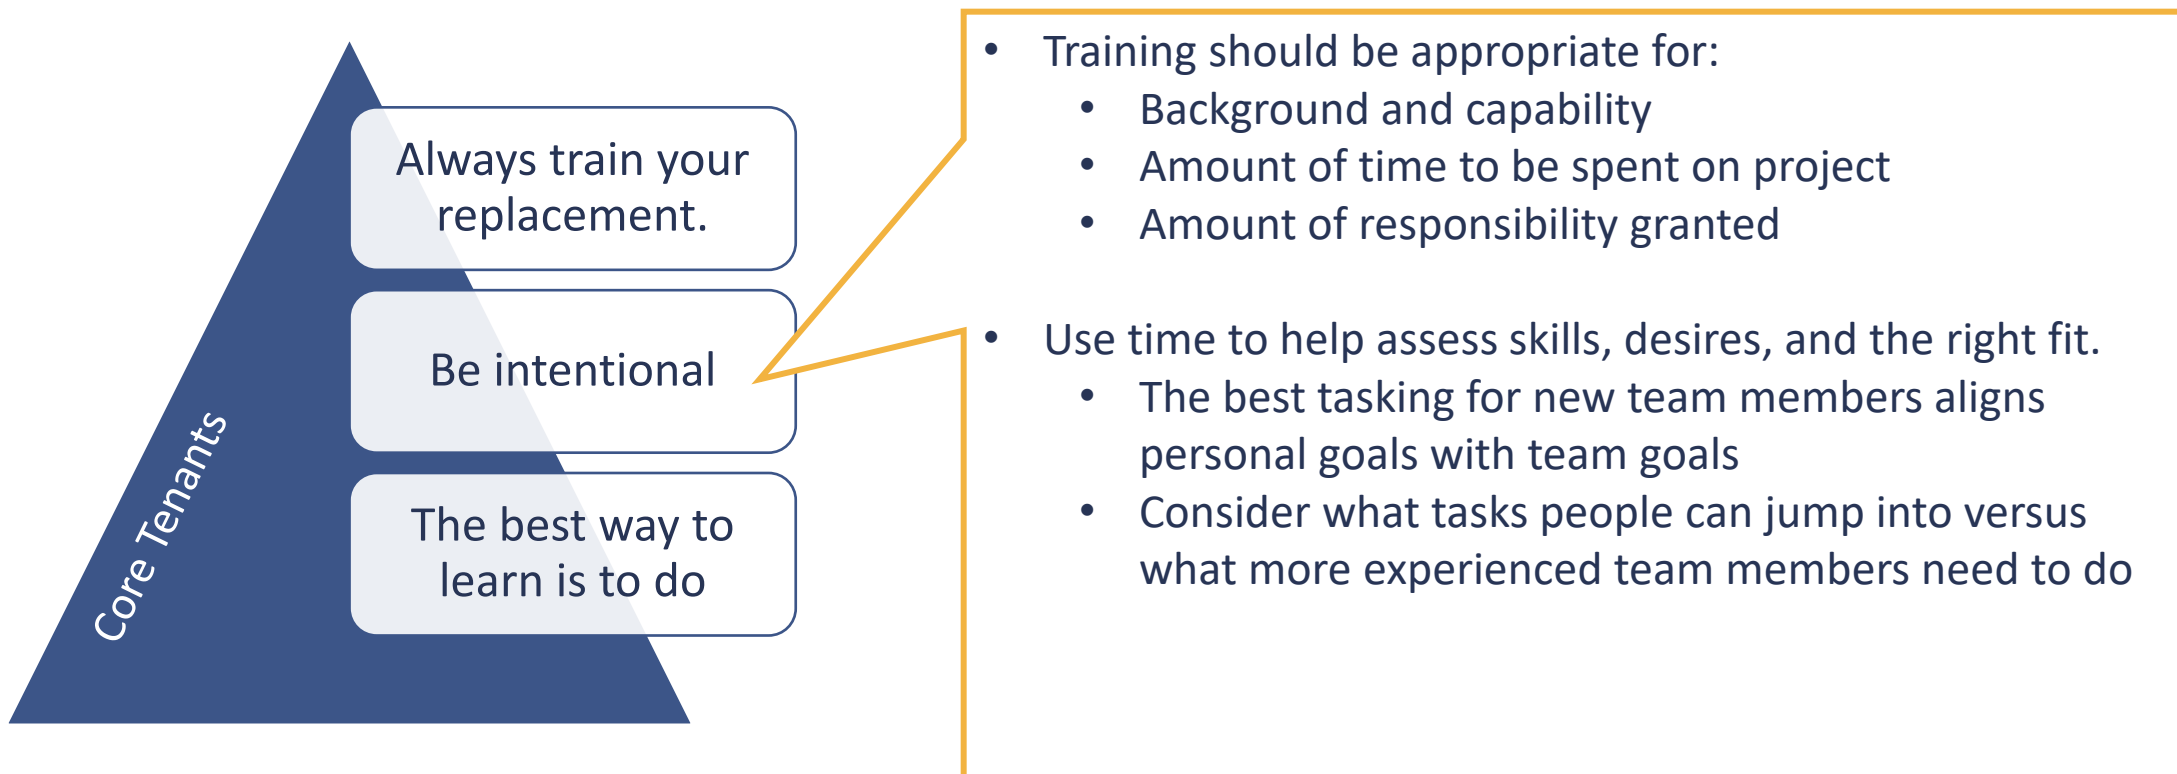 Core Tenants
Always train your
replacement.
Be intentional
The best way to
learn is to do
• Training should be appropriate for:
• Background and capability
• Amount of time to be spent on project
• Amount of responsibility granted
• Use time to help assess skills, desires, and the right fit.
• The best tasking for new team members aligns
personal goals with team goals
• Consider what tasks people can jump into versus
what more experienced team members need to do